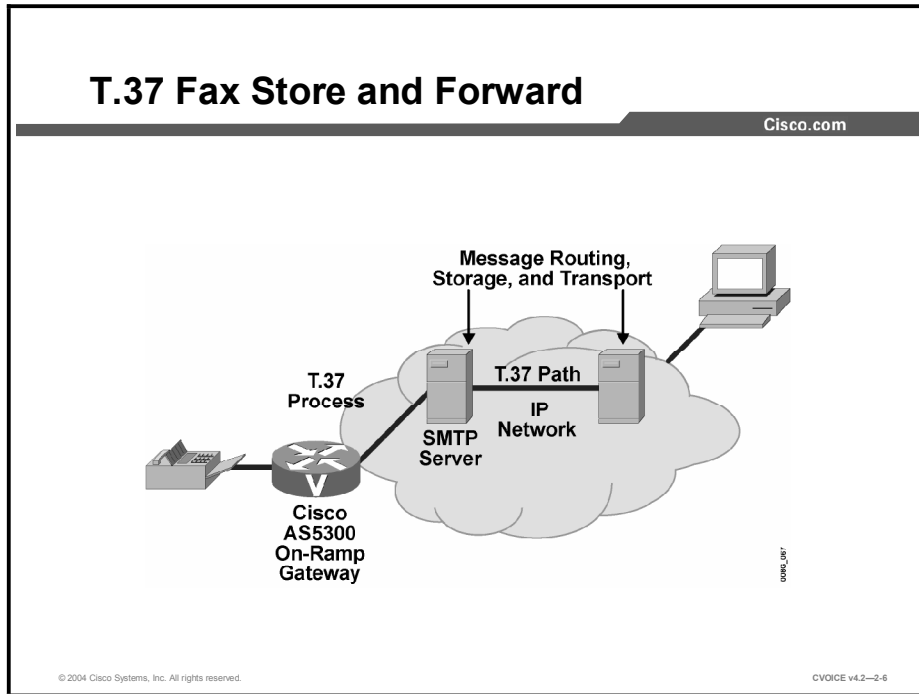 T.37 Fax Store and Forward
Cisco.com
Message Routing,
Storage, and Transport
T.37
Process
T.37 Path
IP
Network
SMTP
Server
V
Cisco
AS5300
On-Ramp
Gateway
008G_067
© 2004 Cisco Systems, Inc. All rights reserved.
CVOICE v4.2—2-6